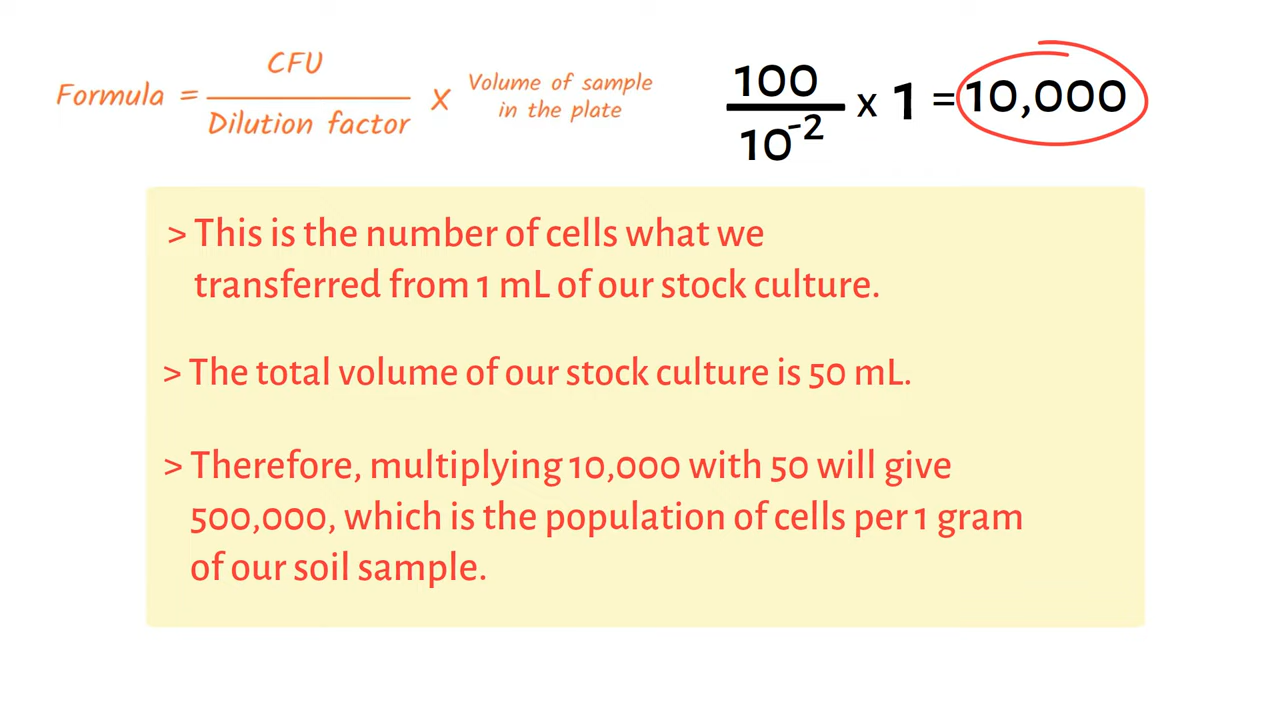 Formula = CFU / Dilution factor x Volume of sample in the plate
100 / 10⁻² x 1 = 10,000
> This is the number of cells what we
transferred from 1 mL of our stock culture.
> The total volume of our stock culture is 50 mL.
> Therefore, multiplying 10,000 with 50 will give
500,000, which is the population of cells per 1 gram
of our soil sample.